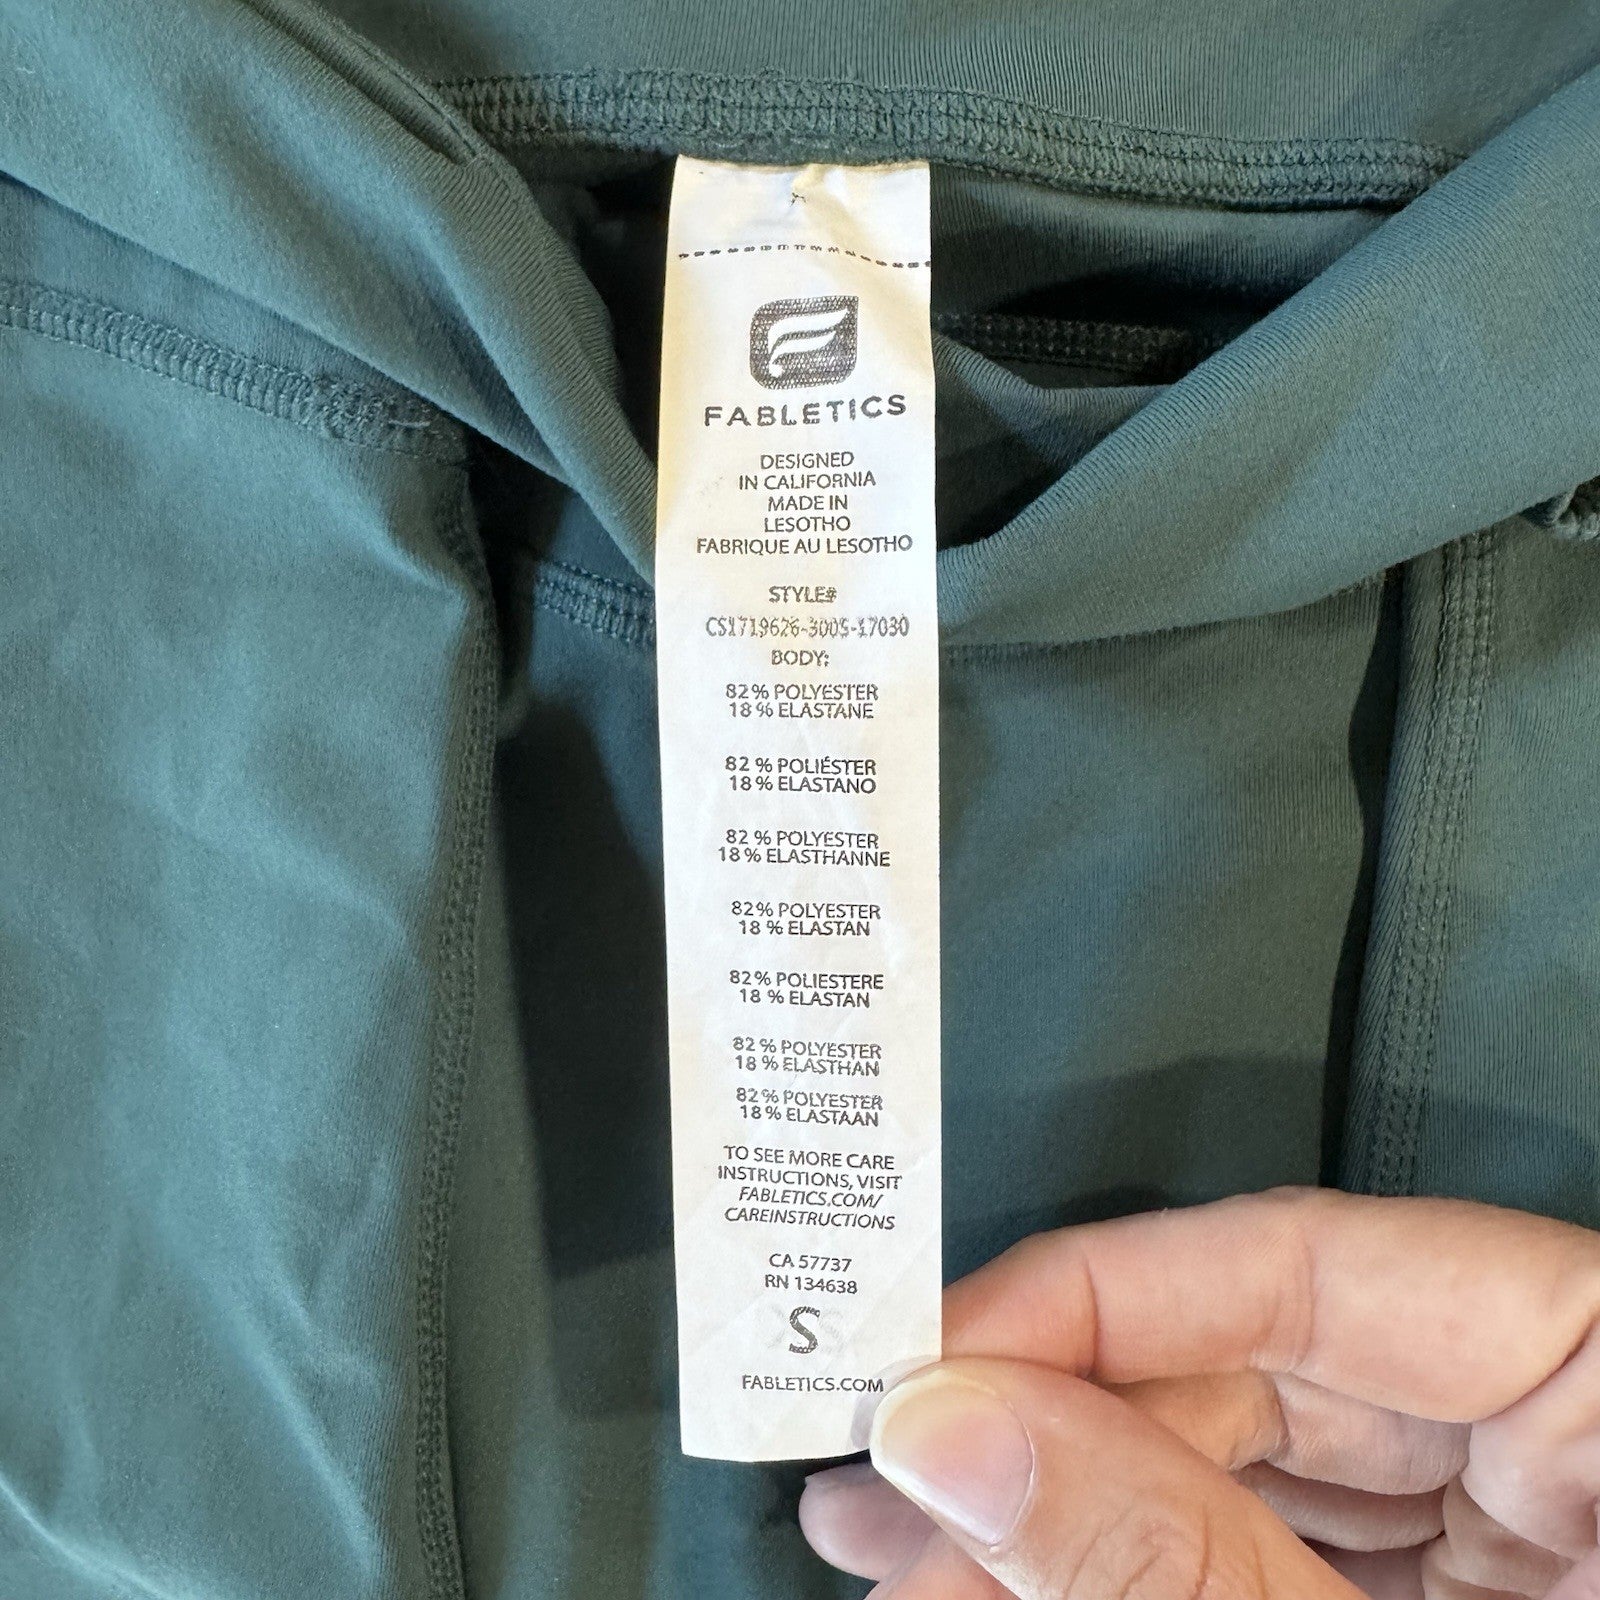 FABLETICS
DESIGNED
IN CALIFORNIA
MADE IN
LESOTHO
FABRIQUE AU LESOTHO
STYLE#
CS1719626-3005-17030
BODY:
82% POLYESTER
18% ELASTANE
82 % POLIÉSTER
18% ELASTANO
82 % POLYESTER
18% ELASTHANNE
82% POLYESTER
18 % ELASTAN
82% POLIESTERE
18 % ELASTAN
82 % POLYESTER
18 % ELASTHAN
82 % POLYESTER
18 % ELASTAAN
TO SEE MORE CARE
INSTRUCTIONS, VISIT
FABLETICS.COM/
CAREINSTRUCTIONS
CA 57737
RN 134638
S
FABLETICS.COM